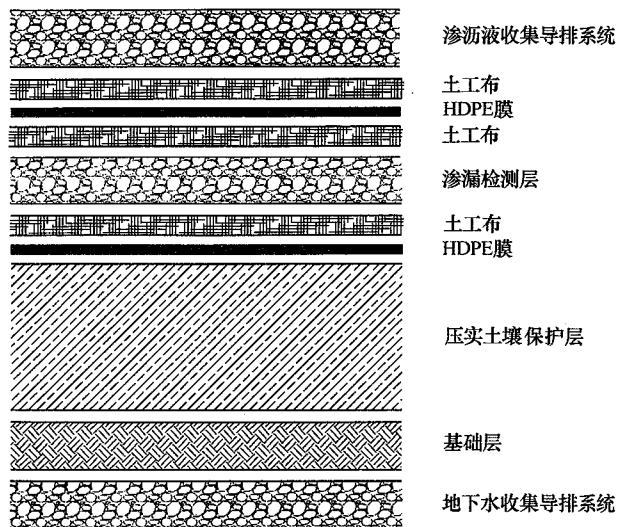 渗沥液收集导排系统
土工布
HDPE膜
土工布
渗漏检测层
土工布
HDPE膜
压实土壤保护层
基础层
地下水收集导排系统